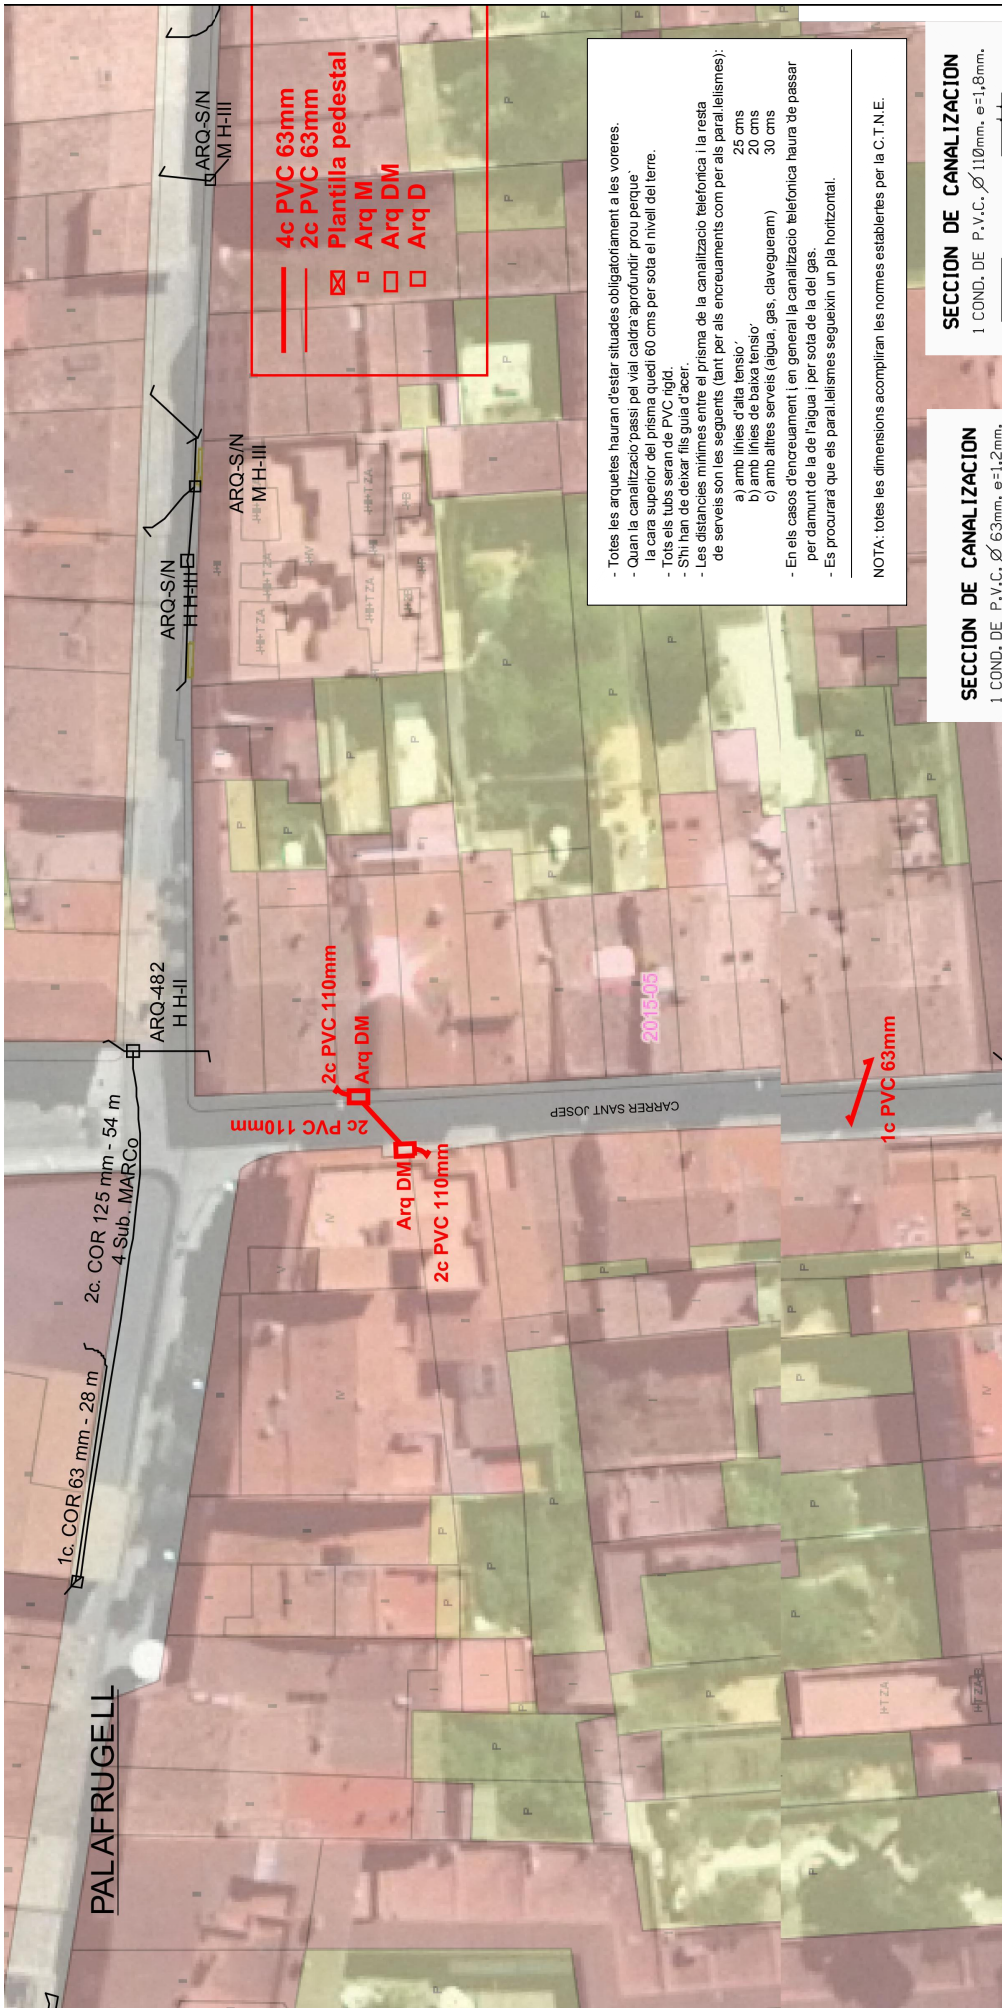 PALAFRUGELL
1c. COR 63 mm - 28 m
2c. COR 125 mm - 54 m
4 Sub. MARCo
ARQ-482
H H-II
ARQ-S/N
H H-III
ARQ-S/N
M H-III
ARQ-S/N
M H-III
4c PVC 63mm
2c PVC 63mm
Plantilla pedestal
Arq M
Arq DM
Arq D
2c PVC 110mm
Arq DM
2c PVC 110mm
Arq DM
2c PVC 110mm
CARRER SANT JOSEP
2015-05
1c PVC 63mm
- Totes les arquetes hauran d'estar situades obligatoriament a les voreres.
- Quan la canalitzacio passi pel vial caldra aprofundir prou perque
la cara superior del prisma quedi 60 cms per sota el nivell del terre.
- Tots els tubs seran de PVC rigid.
- S'hi han de deixar fils guia d'acer.
- Les distancies minimes entre el prisma de la canalització telefonica i la resta
de serveis son les seguents (tant per als encreuaments com per als paral.lelismes):
a) amb linies d'alta tensio 25 cms
b) amb linies de baixa tensio 20 cms
c) amb altres serveis (aigua, gas, clavegueram) 30 cms
- En els casos d'encreuament i en general la canalització telefonica haura de passar
per damunt de la de l'aigua i per sota de la del gas.
- Es procurará que els paral.lelismes segueixin un pla horitzontal.
NOTA: totes les dimensions acompliran les normes establertes per la C.T.N.E.
SECCION DE CANALIZACION
1 COND. DE P.V.C. Ø 110mm. e=1,8mm.
SECCION DE CANALIZACION
1 COND. DE P.V.C. Ø 63mm. e=1,2mm.